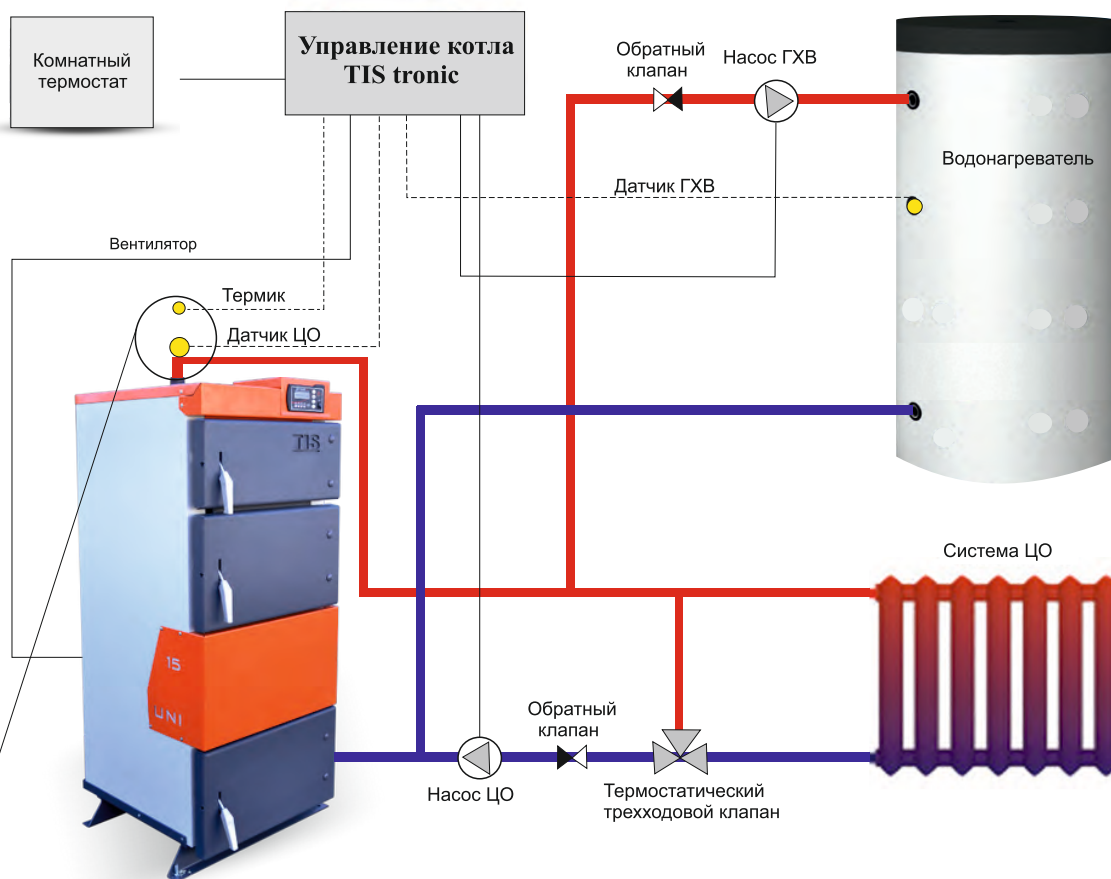 Комнатный
термостат
Управление котла
TIS tronic
Обратный
клапан
Насос ГХВ
Водонагреватель
Датчик ГХВ
Вентилятор
Термик
Датчик ЦО
TIS
15
UNI
Система ЦО
Обратный
клапан
Насос ЦО
Термостатический
трехходовой клапан